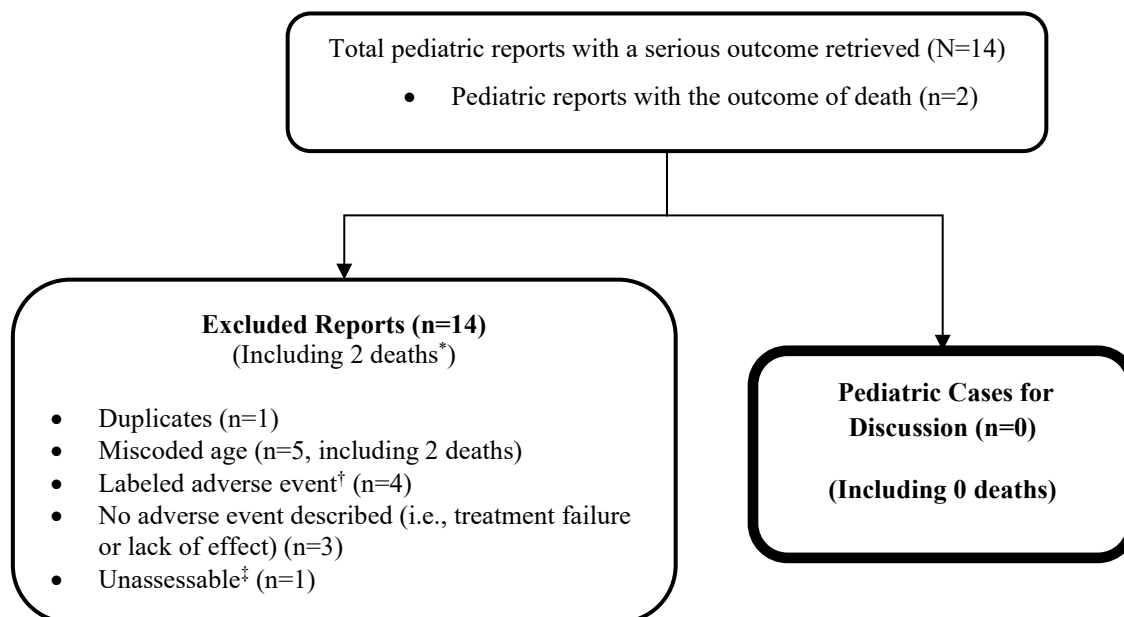 Total pediatric reports with a serious outcome retrieved (N=14)
• Pediatric reports with the outcome of death (n=2)
Excluded Reports (n=14)
(Including 2 deaths*)
• Duplicates (n=1)
• Miscoded age (n=5, including 2 deaths)
• Labeled adverse event† (n=4)
• No adverse event described (i.e., treatment failure
or lack of effect) (n=3)
• Unassessable‡ (n=1)
Pediatric Cases for
Discussion (n=0)
(Including 0 deaths)